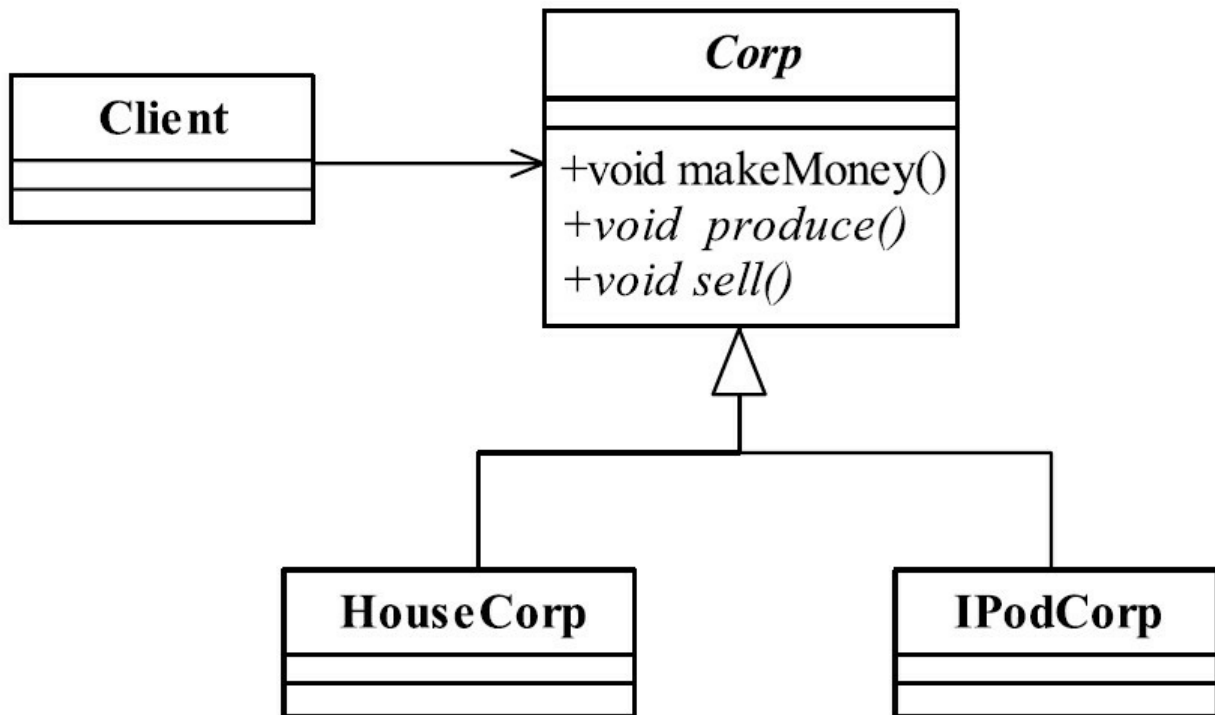 Corp
Client
+void makeMoney()
+void produce()
+void sell()
HouseCorp
IPodCorp